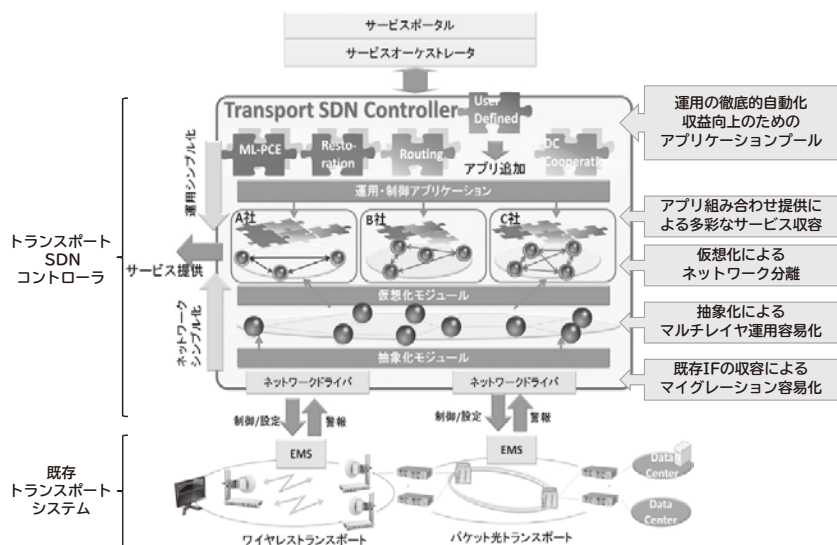 サービスポータル
サービスオーケストレータ
Transport SDN Controller
User
Defined
ML-PCE
Resto-
ration
Routing
DC
Cooperation
アプリ追加
運用・制御アプリケーション
運用シンプル化
A社
B社
C社
サービス提供
仮想化モジュール
ネットワーク
シンプル化
抽象化モジュール
ネットワークドライバ
ネットワークドライバ
制御/設定
警報
制御/設定
警報
EMS
EMS
Data
Center
Data
Center
ワイヤレストランスポート
パケット光トランスポート
トランスポート
SDN
コントローラ
既存
トランスポート
システム
運用の徹底的自動化
収益向上のための
アプリケーションプール
アプリ組み合わせ提供に
よる多彩なサービス収容
仮想化による
ネットワーク分離
抽象化による
マルチレイヤ運用容易化
既存IFの収容による
マイグレーション容易化